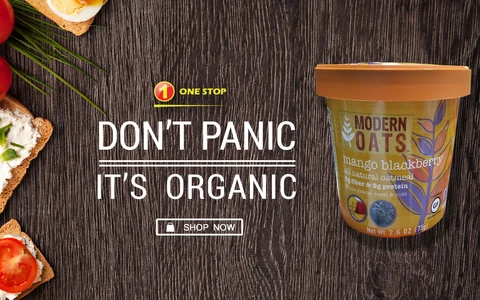 1 ONE STOP
DON'T PANIC
IT'S ORGANIC
SHOP NOW
MODERN
OATS
mango blackberry
all natural oatmeal
fiber & 9g protein
Net Wt. 2.6 OZ